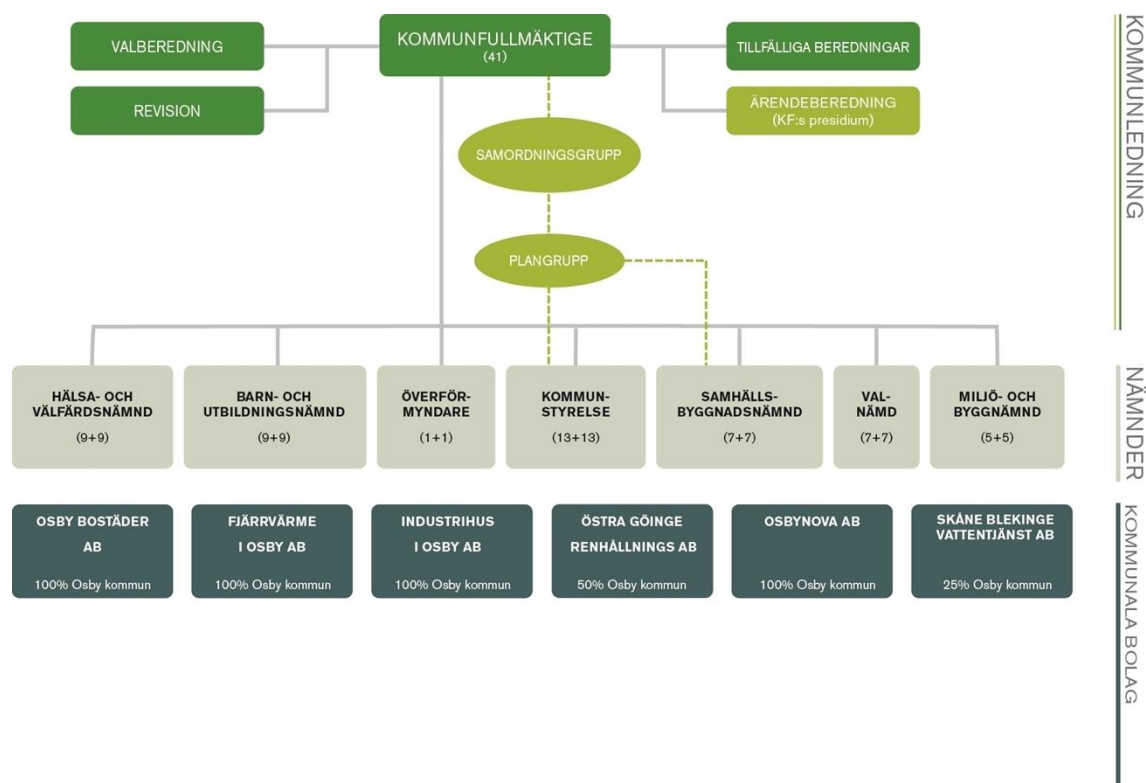 VALBEREDNING
KOMMUNFULLMÄKTIGE
(41)
TILLFÄLLIGA BEREDNINGAR
REVISION
ÄRENDEBEREDNING
(KF:s presidium)
SAMORDNINGSGRUPP
PLANGRUPP
KOMMUNLEDNING
HÄLSA- OCH
VÄLFÄRDSNÄMND
(9+9)
BARN- OCH
UTBILDNINGSNÄMND
(9+9)
ÖVERFÖR-
MYNDARE
(1+1)
KOMMUN-
STYRELSE
(13+13)
SAMHÄLLS-
BYGGNADSNÄMND
(7+7)
VAL-
NÄMD
(7+7)
MILJÖ- OCH
BYGGNÄMND
(5+5)
NÄMNDER
OSBY BOSTÄDER
AB
100% Osby kommun
FJÄRRVÄRME
I OSBY AB
100% Osby kommun
INDUSTRIHUS
I OSBY AB
100% Osby kommun
ÖSTRA GÖINGE
RENHÅLLNINGS AB
50% Osby kommun
OSBYNOVA AB
100% Osby kommun
SKÅNE BLEKINGE
VATTENTJÄNST AB
25% Osby kommun
KOMMUNALA BOLAG